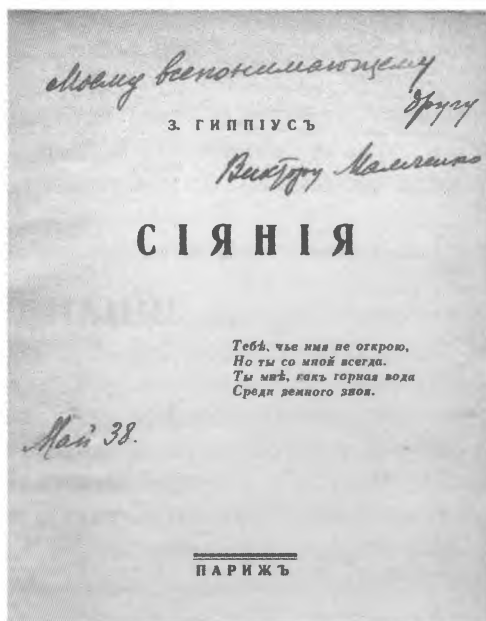 Моему всепонимающему
другу
З. ГИППІУСЪ
Виктору Мамченко
СІЯНІЯ
Тебѣ, чье имя не открою,
Но ты со мной всегда.
Ты мнѣ, какъ горная вода
Среди земного зноя.
Май 38.
ПАРИЖЪ